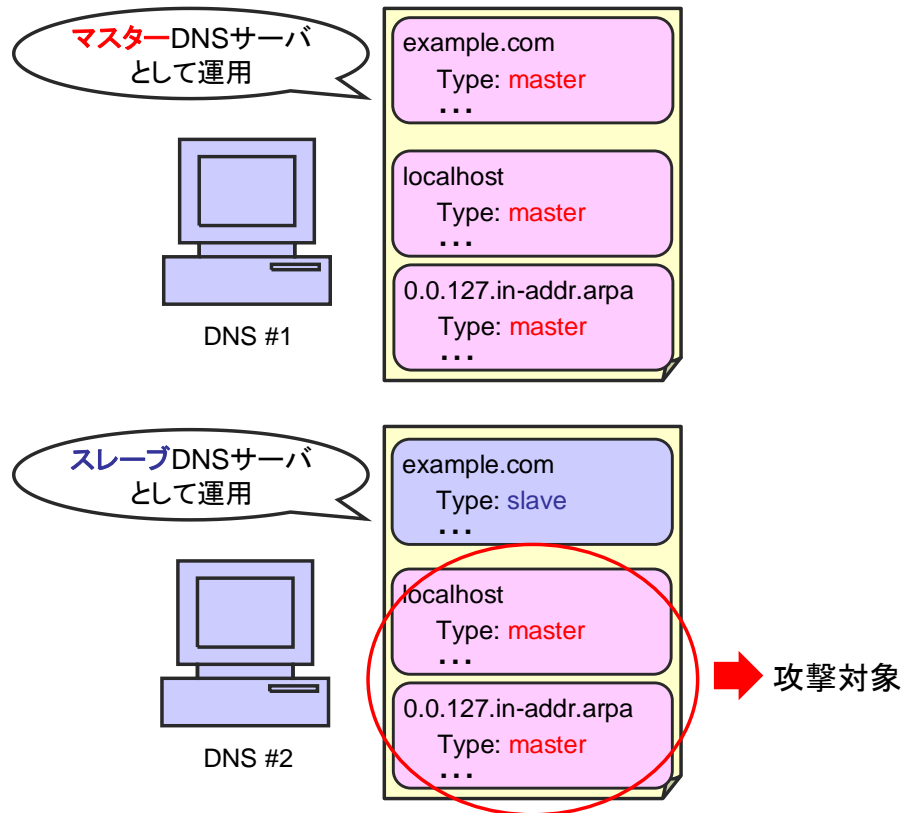 マスターDNSサーバ
として運用
example.com
Type: master
...
localhost
Type: master
...
0.0.127.in-addr.arpa
Type: master
...
DNS #1
スレーブDNSサーバ
として運用
example.com
Type: slave
...
localhost
Type: master
...
0.0.127.in-addr.arpa
Type: master
...
DNS #2
攻撃対象